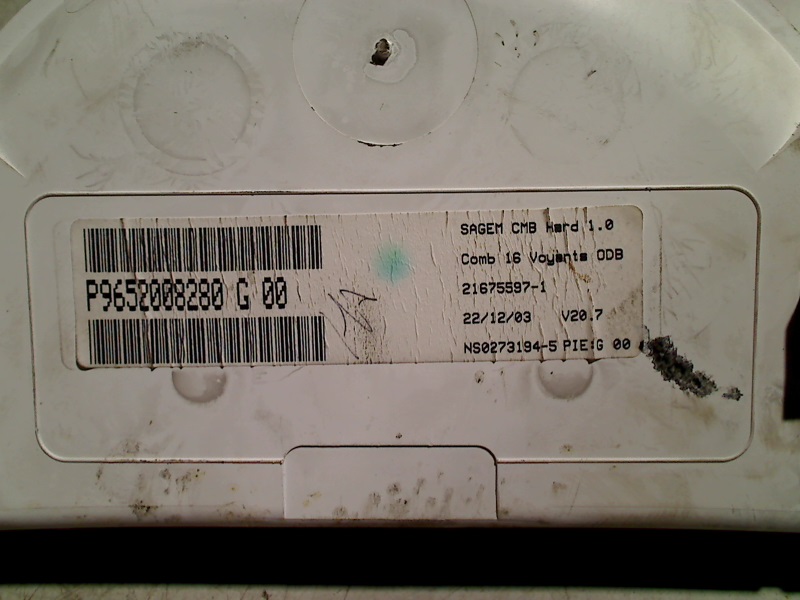 P9652008280 G 00
SAGEM CMB Hard 1.0
Comb 16 Voyants ODB
21675597-1
22/12/03 V20.7
NS0273194-5 PIE:G 00